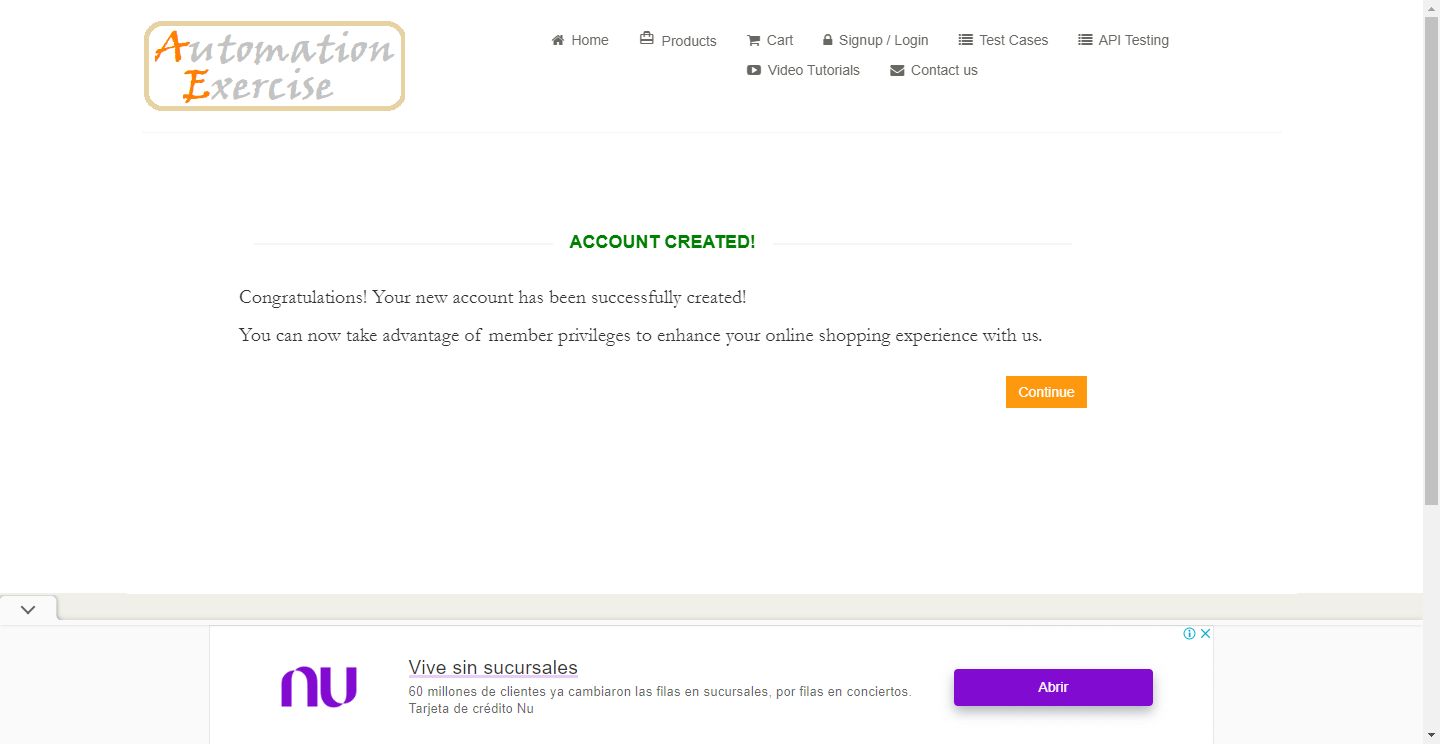 Automation
Exercise
Home
Products
Cart
Signup / Login
Test Cases
API Testing
Video Tutorials
Contact us
ACCOUNT CREATED!
Congratulations! Your new account has been successfully created!
You can now take advantage of member privileges to enhance your online shopping experience with us.
Continue
nu
Vive sin sucursales
60 millones de clientes ya cambiaron las filas en sucursales, por filas en conciertos.
Tarjeta de crédito Nu
Abrir